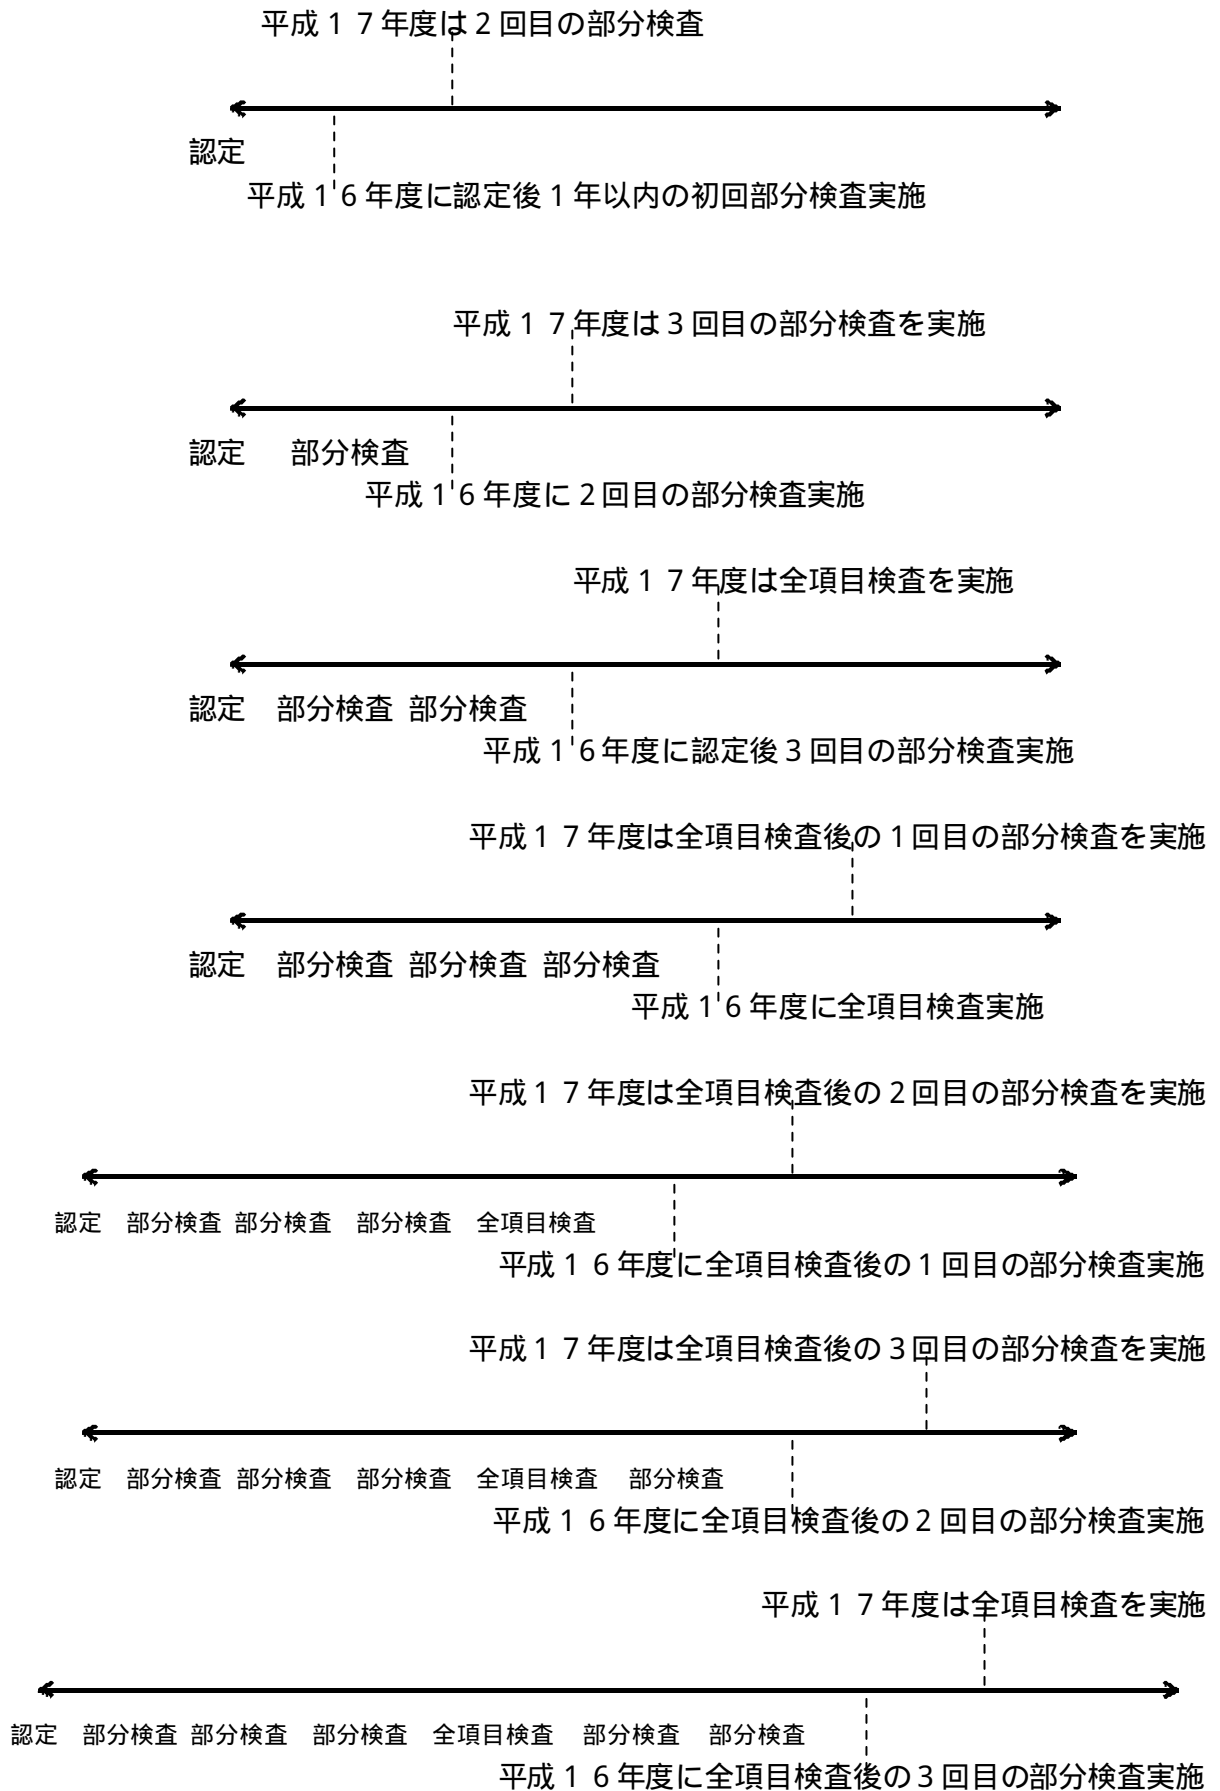 平成１７年度は２回目の部分検査
認定
平成１６年度に認定後１年以内の初回部分検査実施
平成１７年度は３回目の部分検査を実施
認定　部分検査
平成１６年度に２回目の部分検査実施
平成１７年度は全項目検査を実施
認定　部分検査 部分検査
平成１６年度に認定後３回目の部分検査実施
平成１７年度は全項目検査後の１回目の部分検査を実施
認定　部分検査 部分検査 部分検査
平成１６年度に全項目検査実施
平成１７年度は全項目検査後の２回目の部分検査を実施
認定　部分検査 部分検査　部分検査　全項目検査
平成１６年度に全項目検査後の１回目の部分検査実施
平成１７年度は全項目検査後の３回目の部分検査を実施
認定　部分検査 部分検査　部分検査　全項目検査　部分検査
平成１６年度に全項目検査後の２回目の部分検査実施
平成１７年度は全項目検査を実施
認定　部分検査 部分検査　部分検査　全項目検査　部分検査　部分検査
平成１６年度に全項目検査後の３回目の部分検査実施